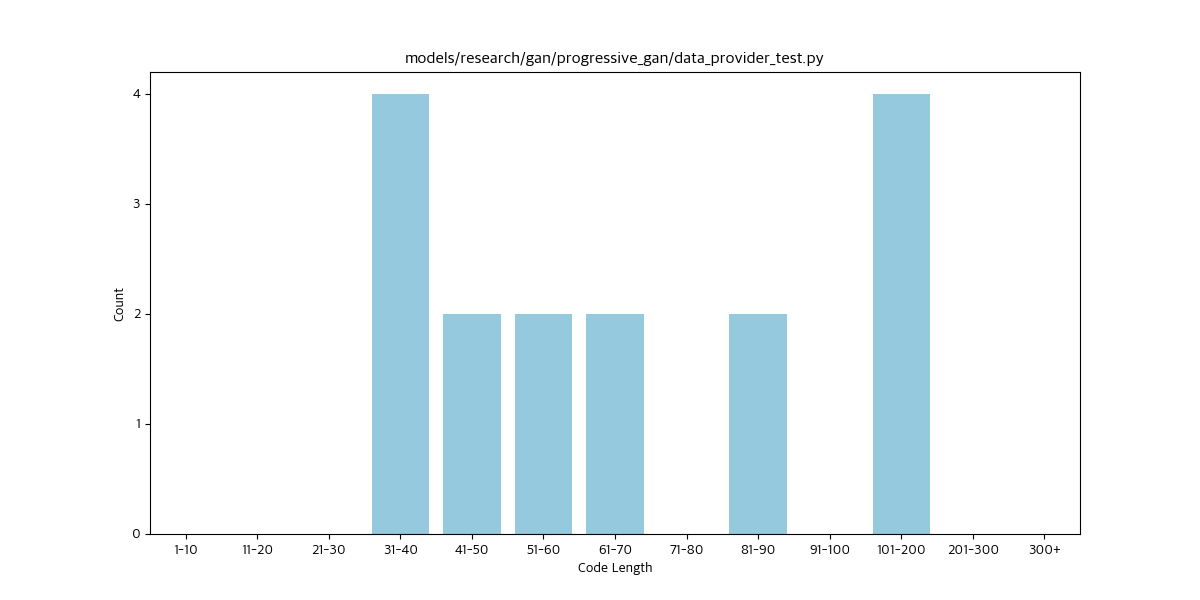 models/research/gan/progressive_gan/data_provider_test.py
4
3
2
1
0
Count
1-10 11-20 21-30 31-40 41-50 51-60 61-70 71-80 81-90 91-100 101-200 201-300 300+
Code Length